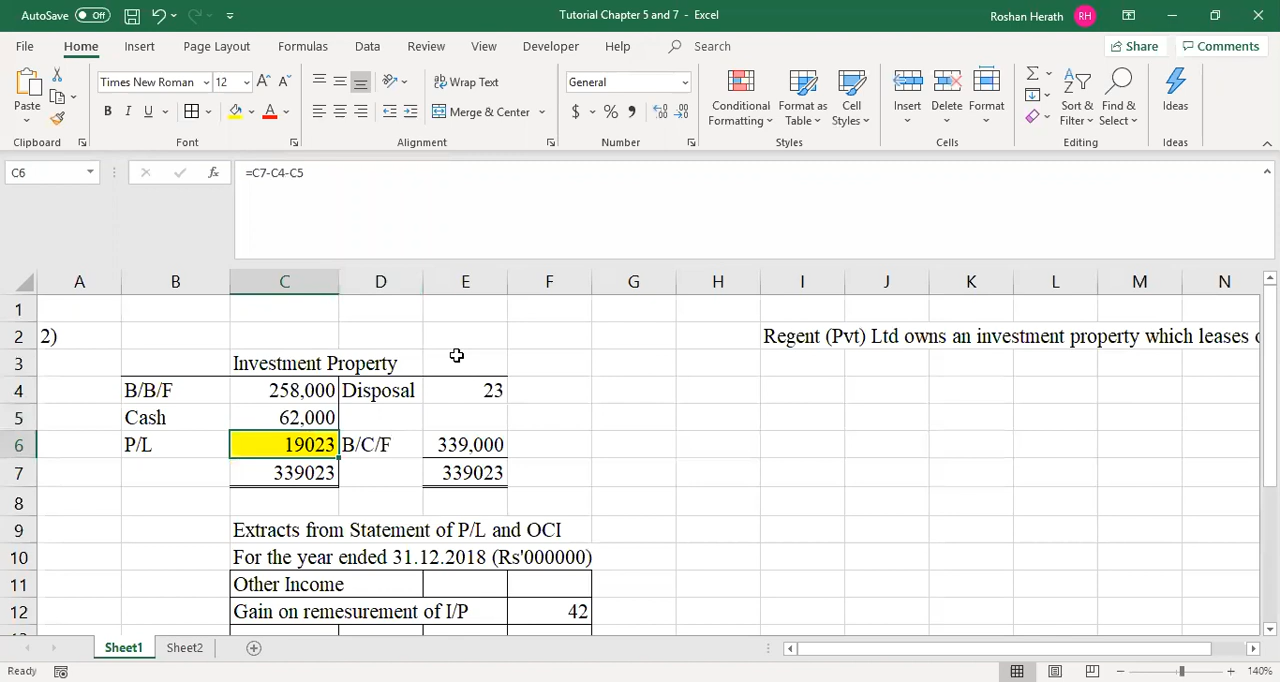 AutoSave Off
Tutorial Chapter 5 and 7 - Excel
Roshan Herath RH
File Home Insert Page Layout Formulas Data Review View Developer Help Search Share Comments
Paste
Times New Roman 12
B I U
Wrap Text
Merge & Center
General
$ % ,
Conditional Formatting
Format as Table
Cell Styles
Insert Delete Format
Sort & Filter
Find & Select
Ideas
Clipboard Font Alignment Number Styles Cells Editing Ideas
C6 fx =C7-C4-C5
A B C D E F G H I J K L M N
1
2 2) Regent (Pvt) Ltd owns an investment property which leases o
3 Investment Property
4 B/B/F 258,000 Disposal 23
5 Cash 62,000
6 P/L 19023 B/C/F 339,000
7 339023 339023
8
9 Extracts from Statement of P/L and OCI
10 For the year ended 31.12.2018 (Rs'000000)
11 Other Income
12 Gain on remesurement of I/P 42
Sheet1 Sheet2
Ready 140%